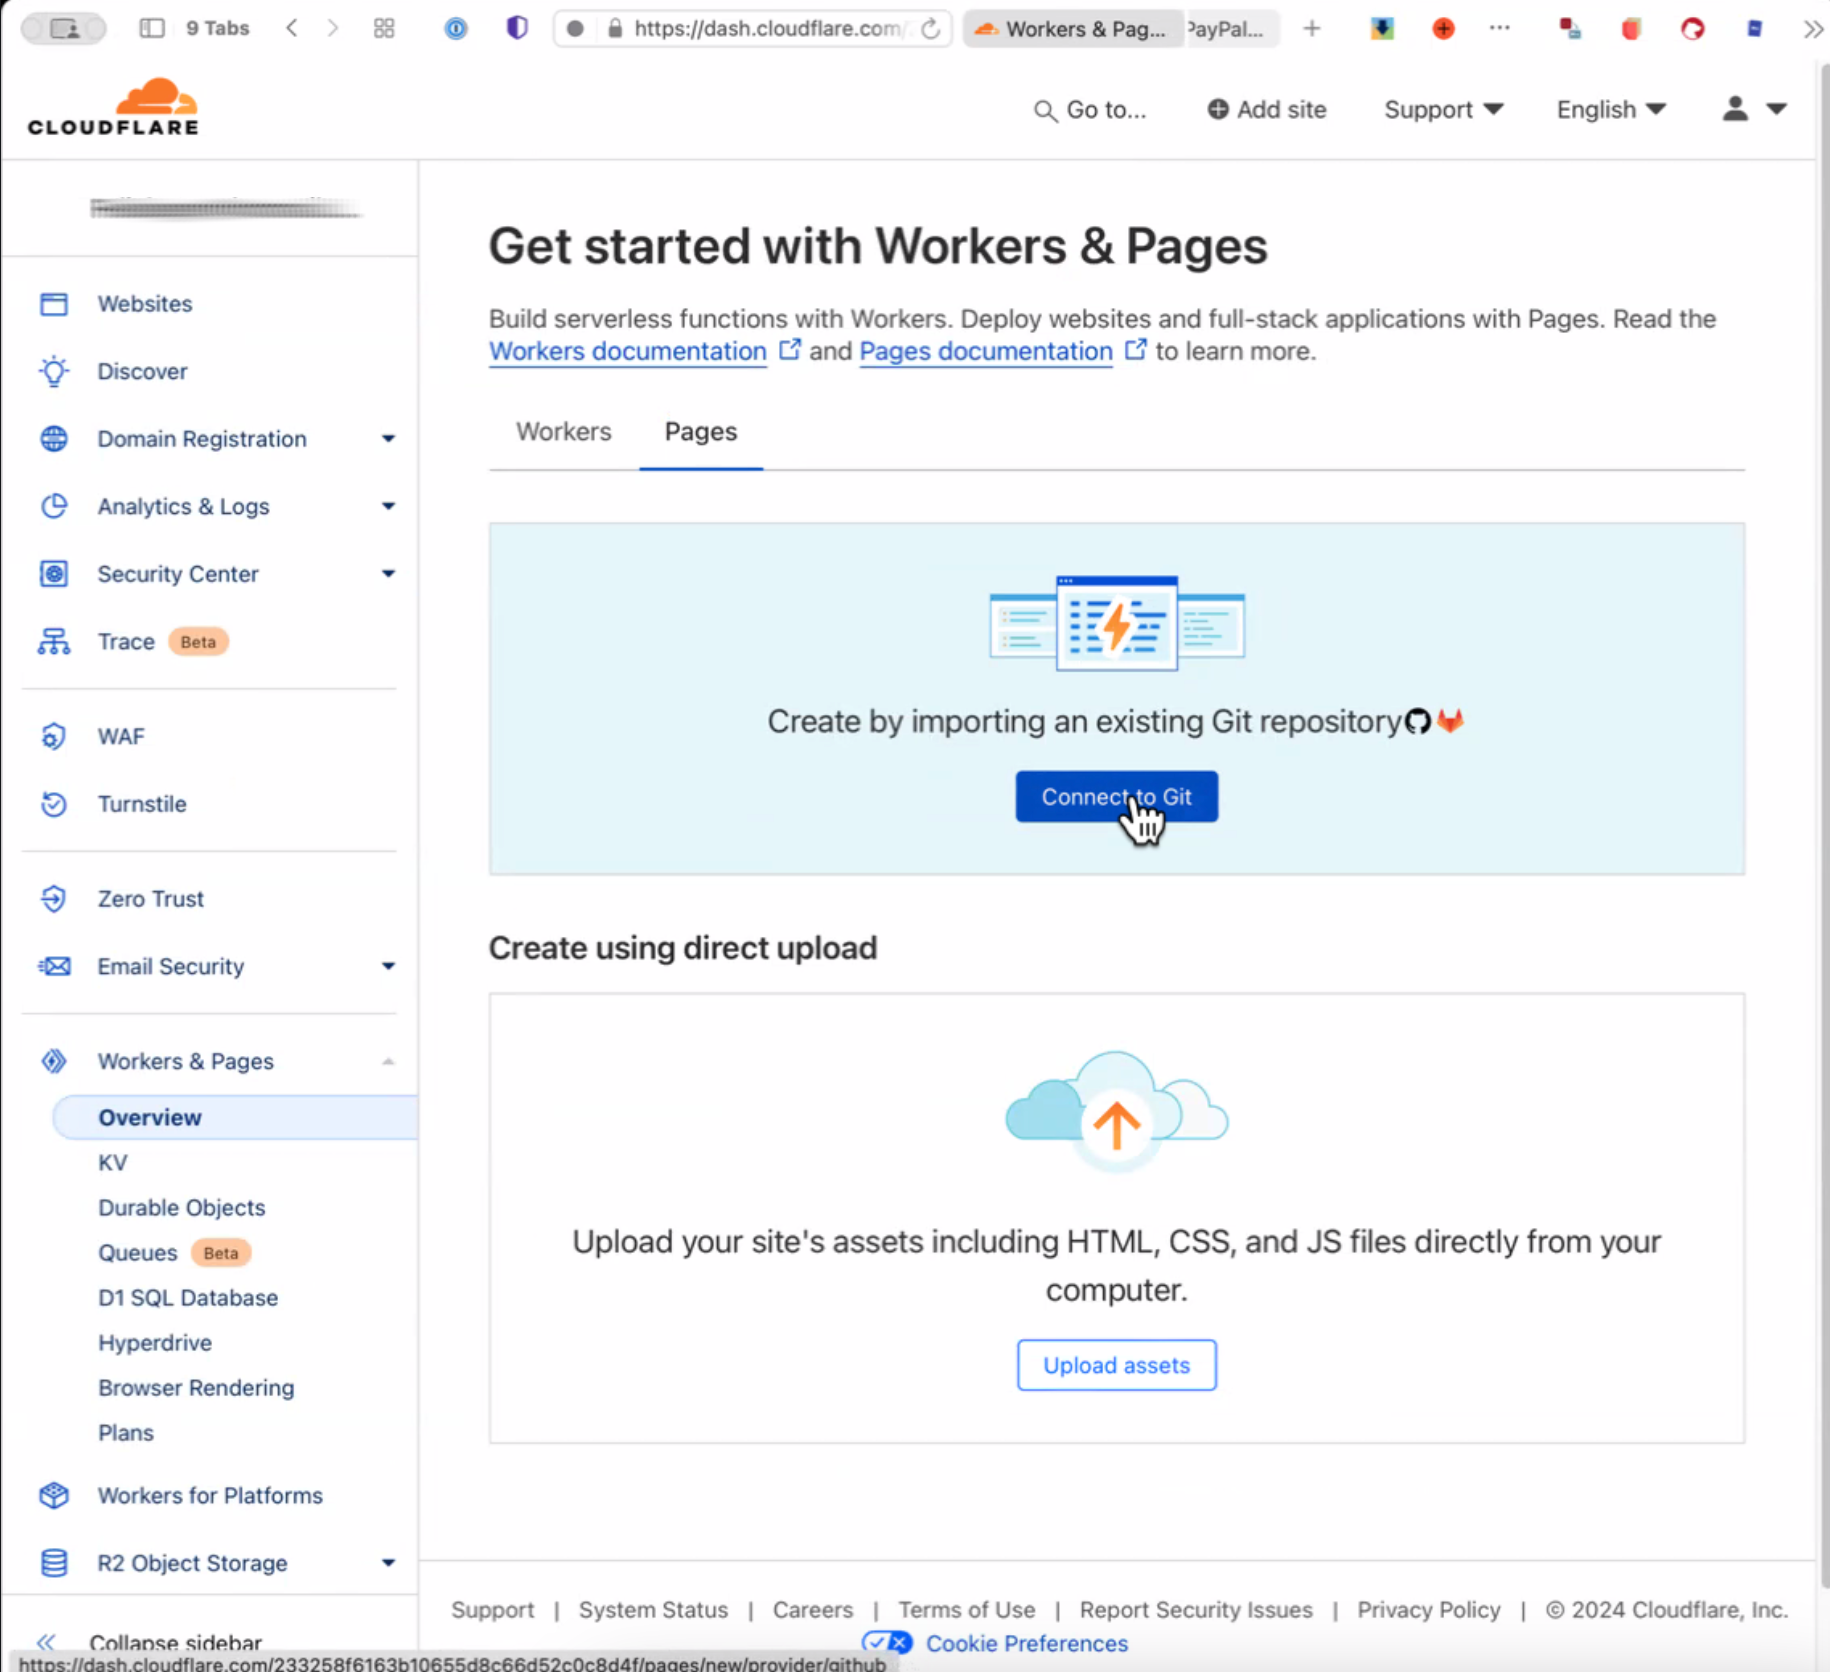 9 Tabs
https://dash.cloudflare.com/
Workers & Pag...
PayPal...
CLOUDFLARE
Go to...
Add site
Support
English
Get started with Workers & Pages
Build serverless functions with Workers. Deploy websites and full-stack applications with Pages. Read the
Workers documentation and Pages documentation to learn more.
Workers
Pages
Create by importing an existing Git repository
Connect to Git
Create using direct upload
Upload your site's assets including HTML, CSS, and JS files directly from your
computer.
Upload assets
Websites
Discover
Domain Registration
Analytics & Logs
Security Center
Trace Beta
WAF
Turnstile
Zero Trust
Email Security
Workers & Pages
Overview
KV
Durable Objects
Queues Beta
D1 SQL Database
Hyperdrive
Browser Rendering
Plans
Workers for Platforms
R2 Object Storage
Collapse sidebar
Support | System Status | Careers | Terms of Use | Report Security Issues | Privacy Policy | © 2024 Cloudflare, Inc.
Cookie Preferences
https://dash.cloudflare.com/233258f6163b10655d8c66d52c0c8d4f/pages/new/provider/github